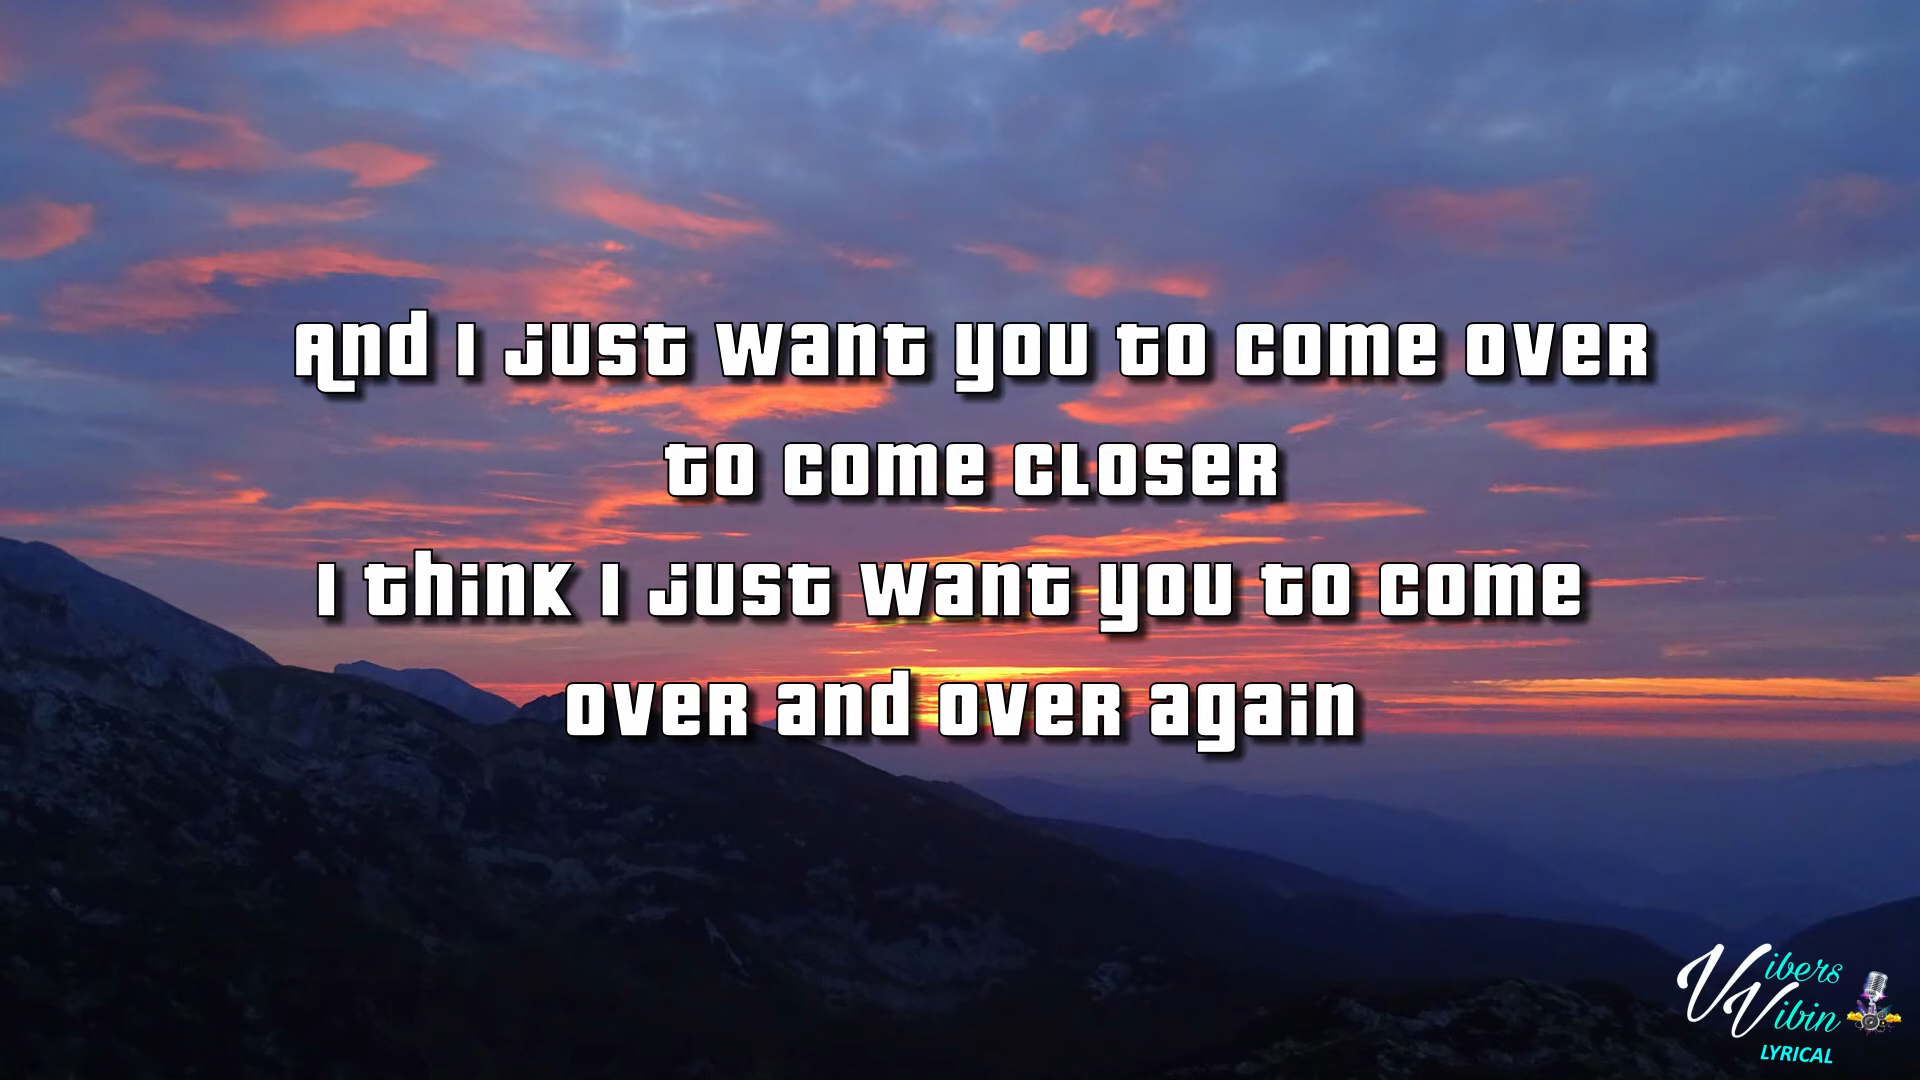 And I just want you to come over
to come closer
I think I just want you to come
over and over again
Vibers
Vibin
LYRICAL